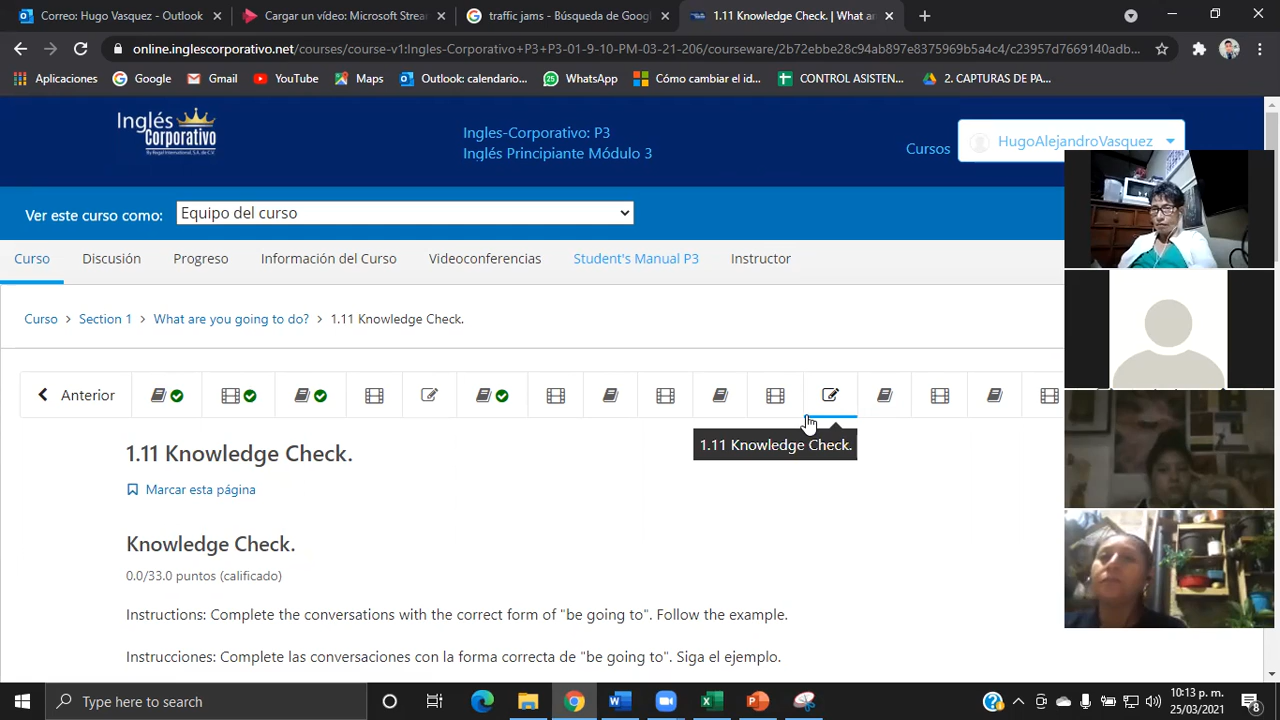 Correo: Hugo Vasquez - Outlook
Cargar un vídeo: Microsoft Strea
traffic jams - Búsqueda de Googl
1.11 Knowledge Check. | What ar
online.inglescorporativo.net/courses/course-v1:Ingles-Corporativo+P3+P3-01-9-10-PM-03-21-206/courseware/2b72ebbe28c94ab897e8375969b5a4c4/c23957d7669140adb...
Aplicaciones
Google
Gmail
YouTube
Maps
Outlook: calendario...
WhatsApp
Cómo cambiar el id...
CONTROL ASISTEN...
2. CAPTURAS DE PA...
Inglés
Corporativo
By Regal International, S.A. de C.V.
Ingles-Corporativo: P3
Inglés Principiante Módulo 3
Cursos
HugoAlejandroVasquez
Ver este curso como:
Equipo del curso
Curso
Discusión
Progreso
Información del Curso
Videoconferencias
Student's Manual P3
Instructor
Curso > Section 1 > What are you going to do? > 1.11 Knowledge Check.
Anterior
1.11 Knowledge Check.
1.11 Knowledge Check.
Marcar esta página
Knowledge Check.
0.0/33.0 puntos (calificado)
Instructions: Complete the conversations with the correct form of "be going to". Follow the example.
Instrucciones: Complete las conversaciones con la forma correcta de "be going to". Siga el ejemplo.
Type here to search
10:13 p. m.
25/03/2021
8